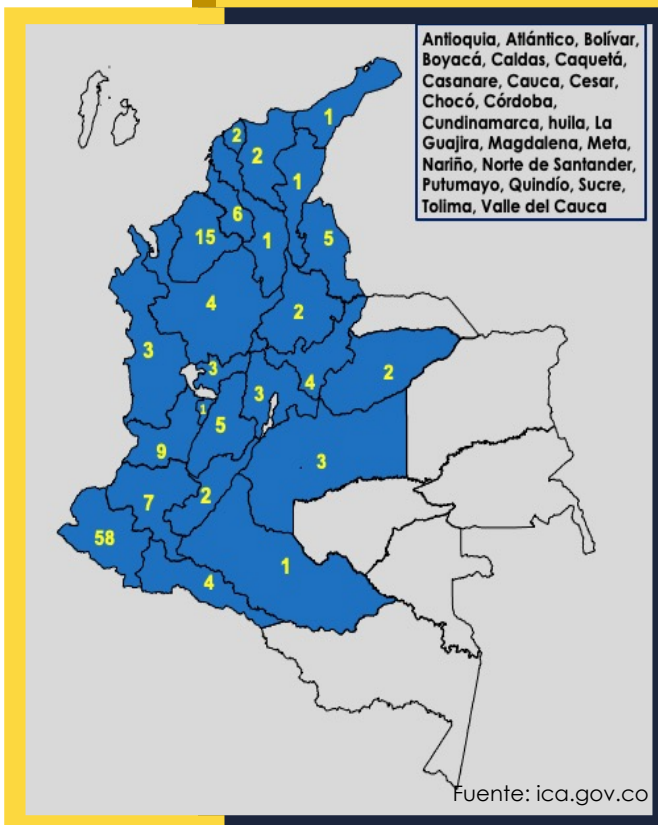 Antioquia, Atlántico, Bolívar,
Boyacá, Caldas, Caquetá,
Casanare, Cauca, Cesar,
Chocó, Córdoba,
Cundinamarca, huila, La
Guajira, Magdalena, Meta,
Nariño, Norte de Santander,
Putumayo, Quindío, Sucre,
Tolima, Valle del Cauca
1
2
2
1
6
15
1
5
4
2
3
3
3
4
2
1
5
9
3
7
2
58
4
1
Fuente: ica.gov.co